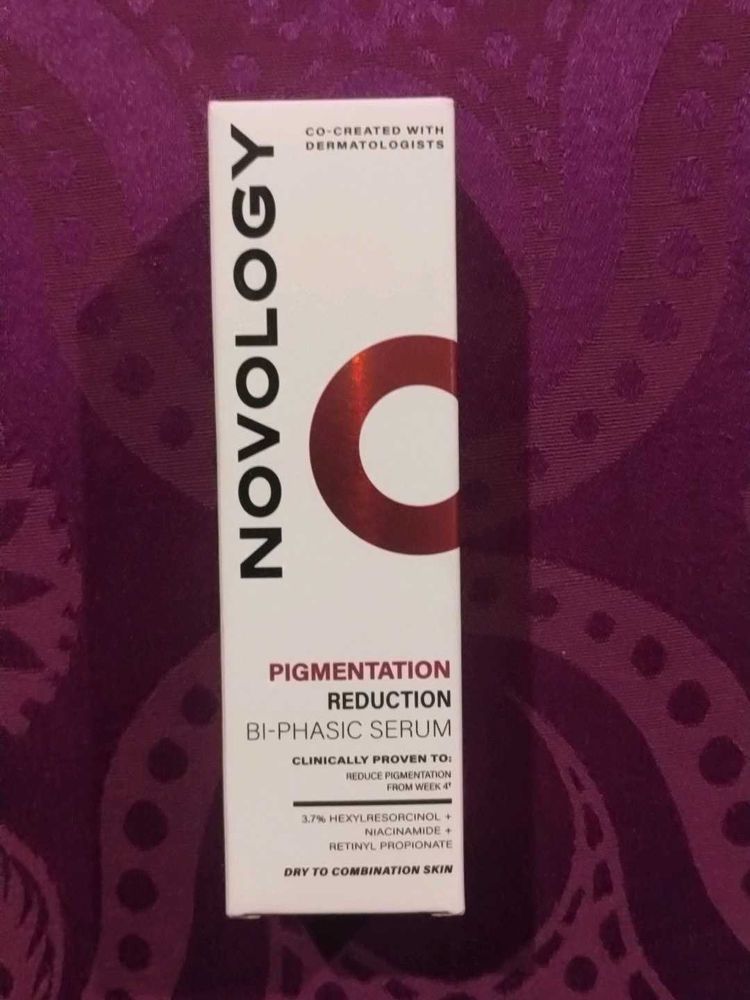 CO-CREATED WITH
DERMATOLOGISTS
NOVOLOGY
PIGMENTATION
REDUCTION
BI-PHASIC SERUM
CLINICALLY PROVEN TO:
REDUCE PIGMENTATION
FROM WEEK 4†
3.7% HEXYLRESORCINOL +
NIACINAMIDE +
RETINYL PROPIONATE
DRY TO COMBINATION SKIN